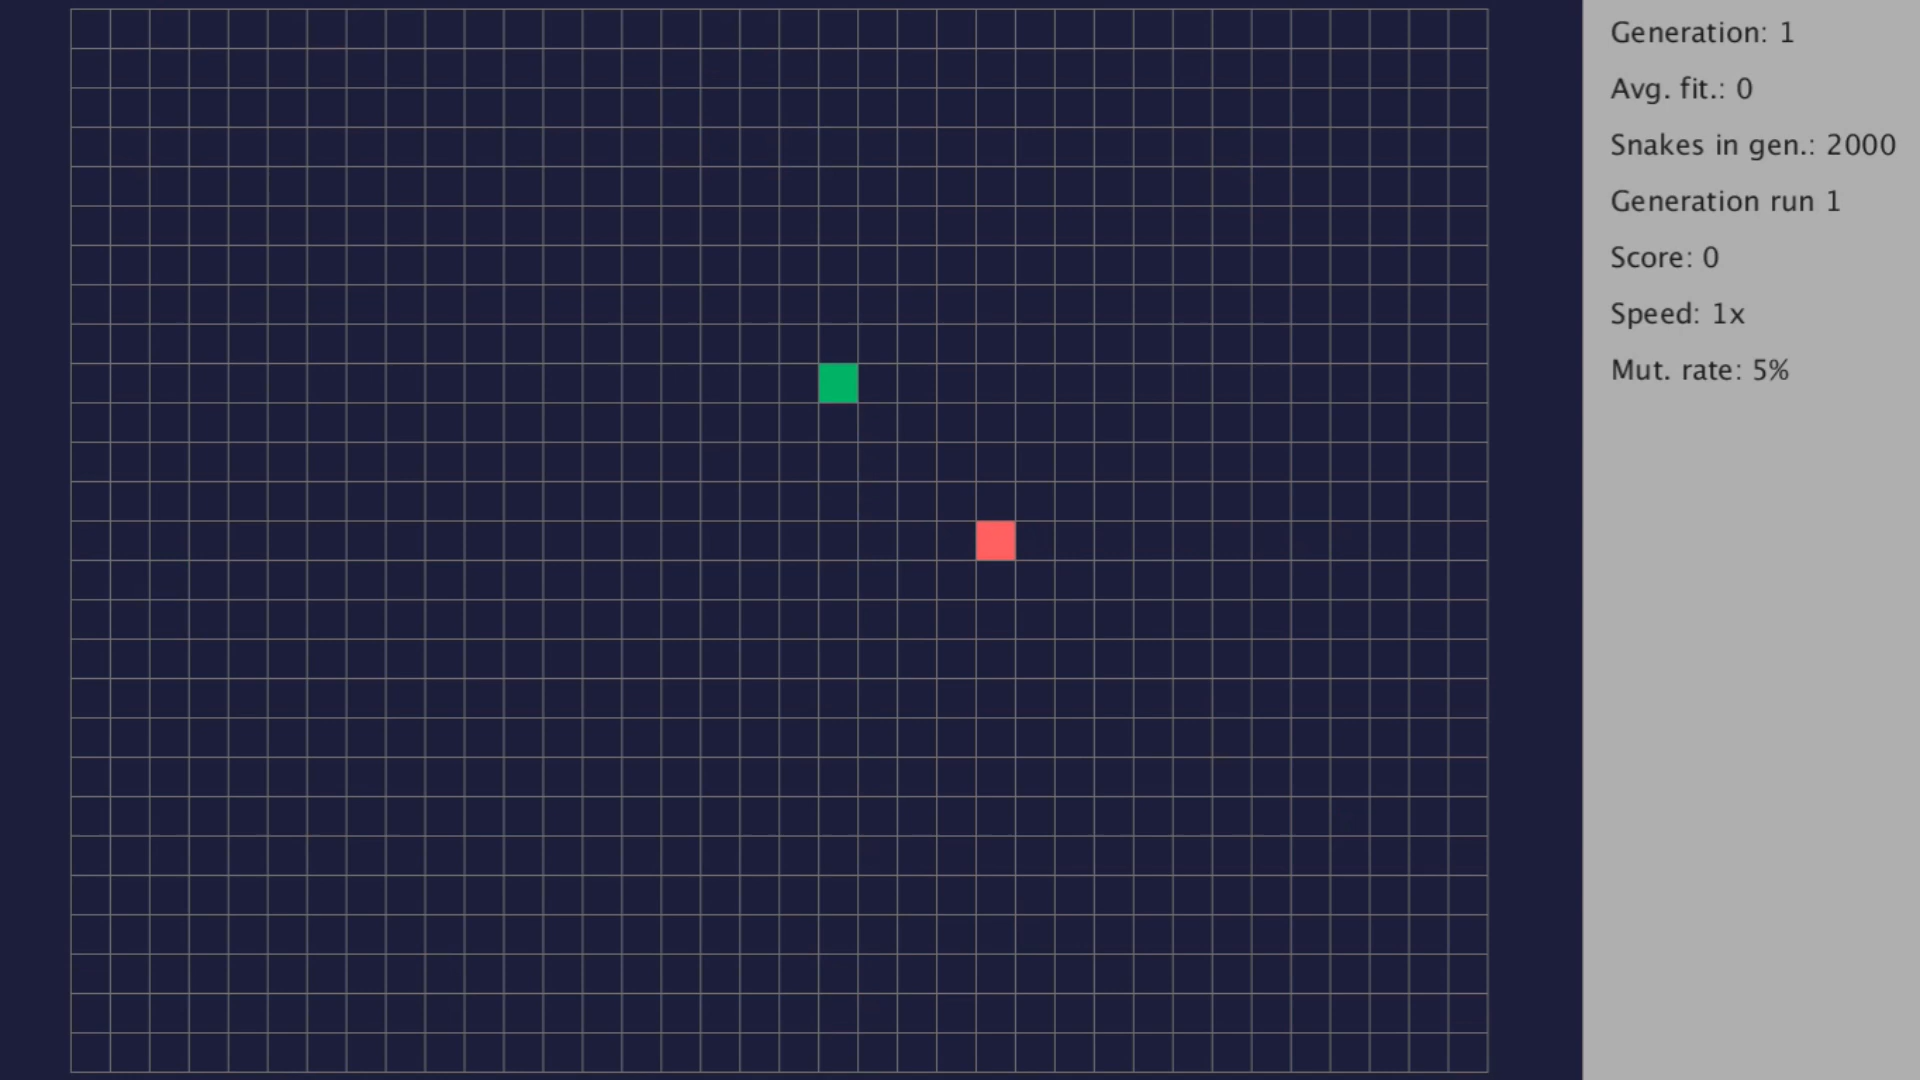 Generation: 1
Avg. fit.: 0
Snakes in gen.: 2000
Generation run 1
Score: 0
Speed: 1x
Mut. rate: 5%